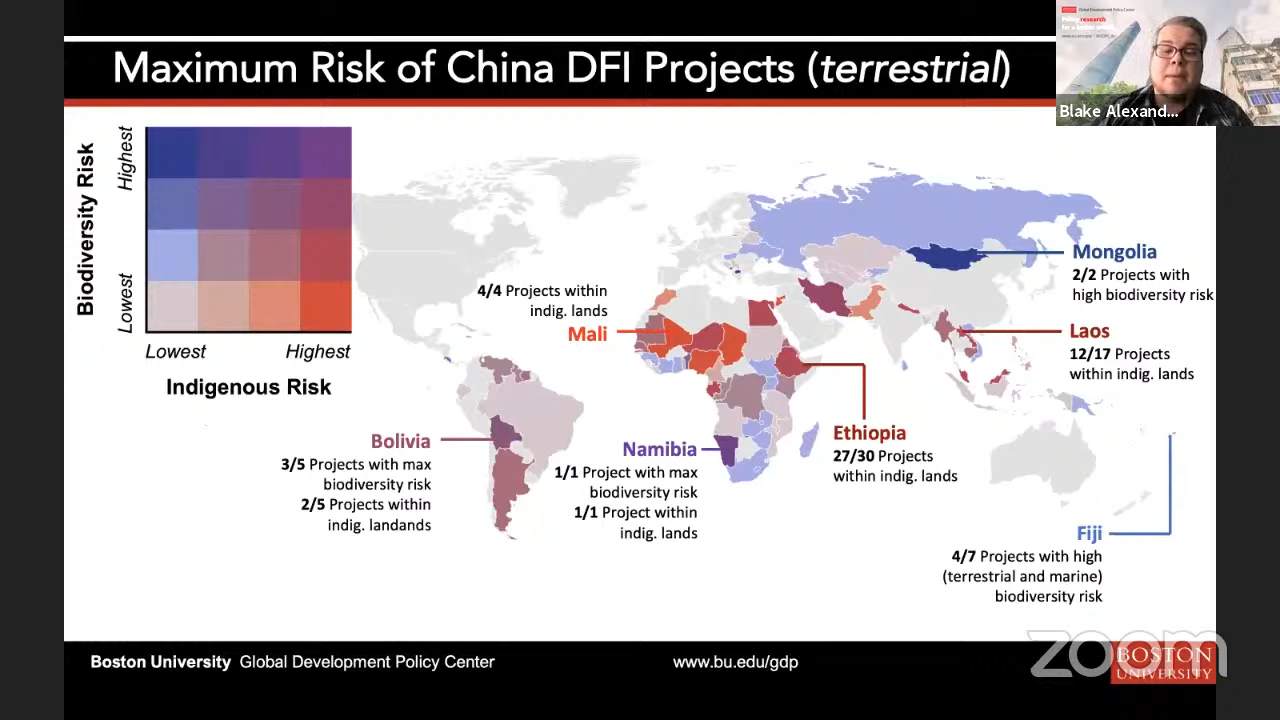 Maximum Risk of China DFI Projects (terrestrial)
Global Development Policy Center
research
Blake Alexand...
Biodiversity Risk
Highest
Lowest
Lowest
Highest
Indigenous Risk
4/4 Projects within
indig. lands
Mali
Mongolia
2/2 Projects with
high biodiversity risk
Laos
12/17 Projects
within indig. lands
Bolivia
3/5 Projects with max
biodiversity risk
2/5 Projects within
indig. landands
Namibia
1/1 Project with max
biodiversity risk
1/1 Project within
indig. lands
Ethiopia
27/30 Projects
within indig. lands
Fiji
4/7 Projects with high
(terrestrial and marine)
biodiversity risk
Boston University Global Development Policy Center
www.bu.edu/gdp
zoom
BOSTON
UNIVERSITY